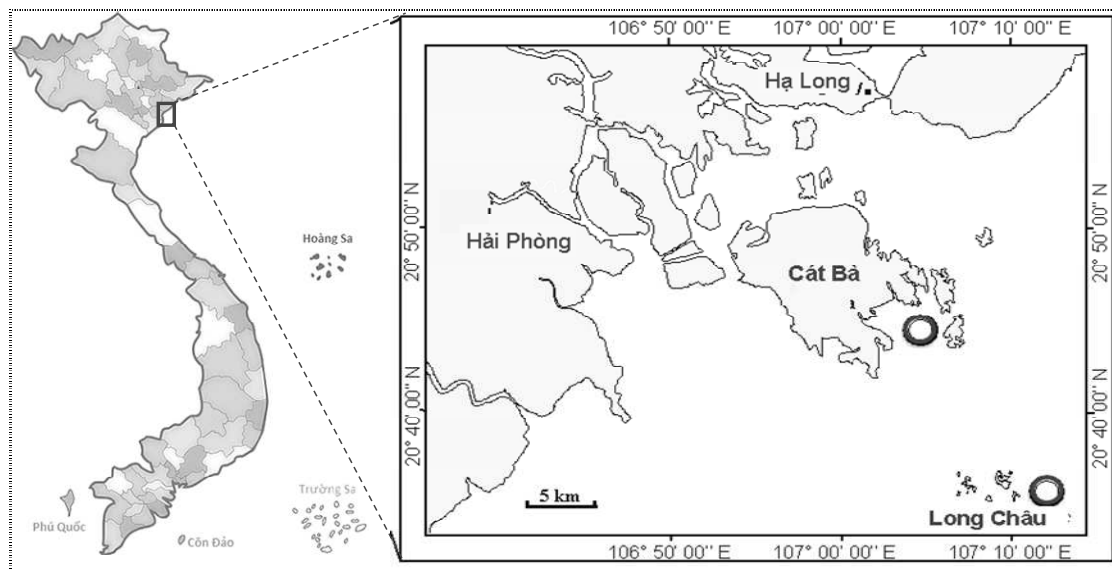 Hoàng Sa
Trường Sa
Phú Quốc
Côn Đảo
106° 50' 00'' E
107° 00' 00'' E
107° 10' 00'' E
20° 50' 00'' N
20° 40' 00'' N
Hạ Long
Hải Phòng
Cát Bà
5 km
Long Châu
20° 50' 00'' N
20° 40' 00'' N
106° 50' 00'' E
107° 00' 00'' E
107° 10' 00'' E